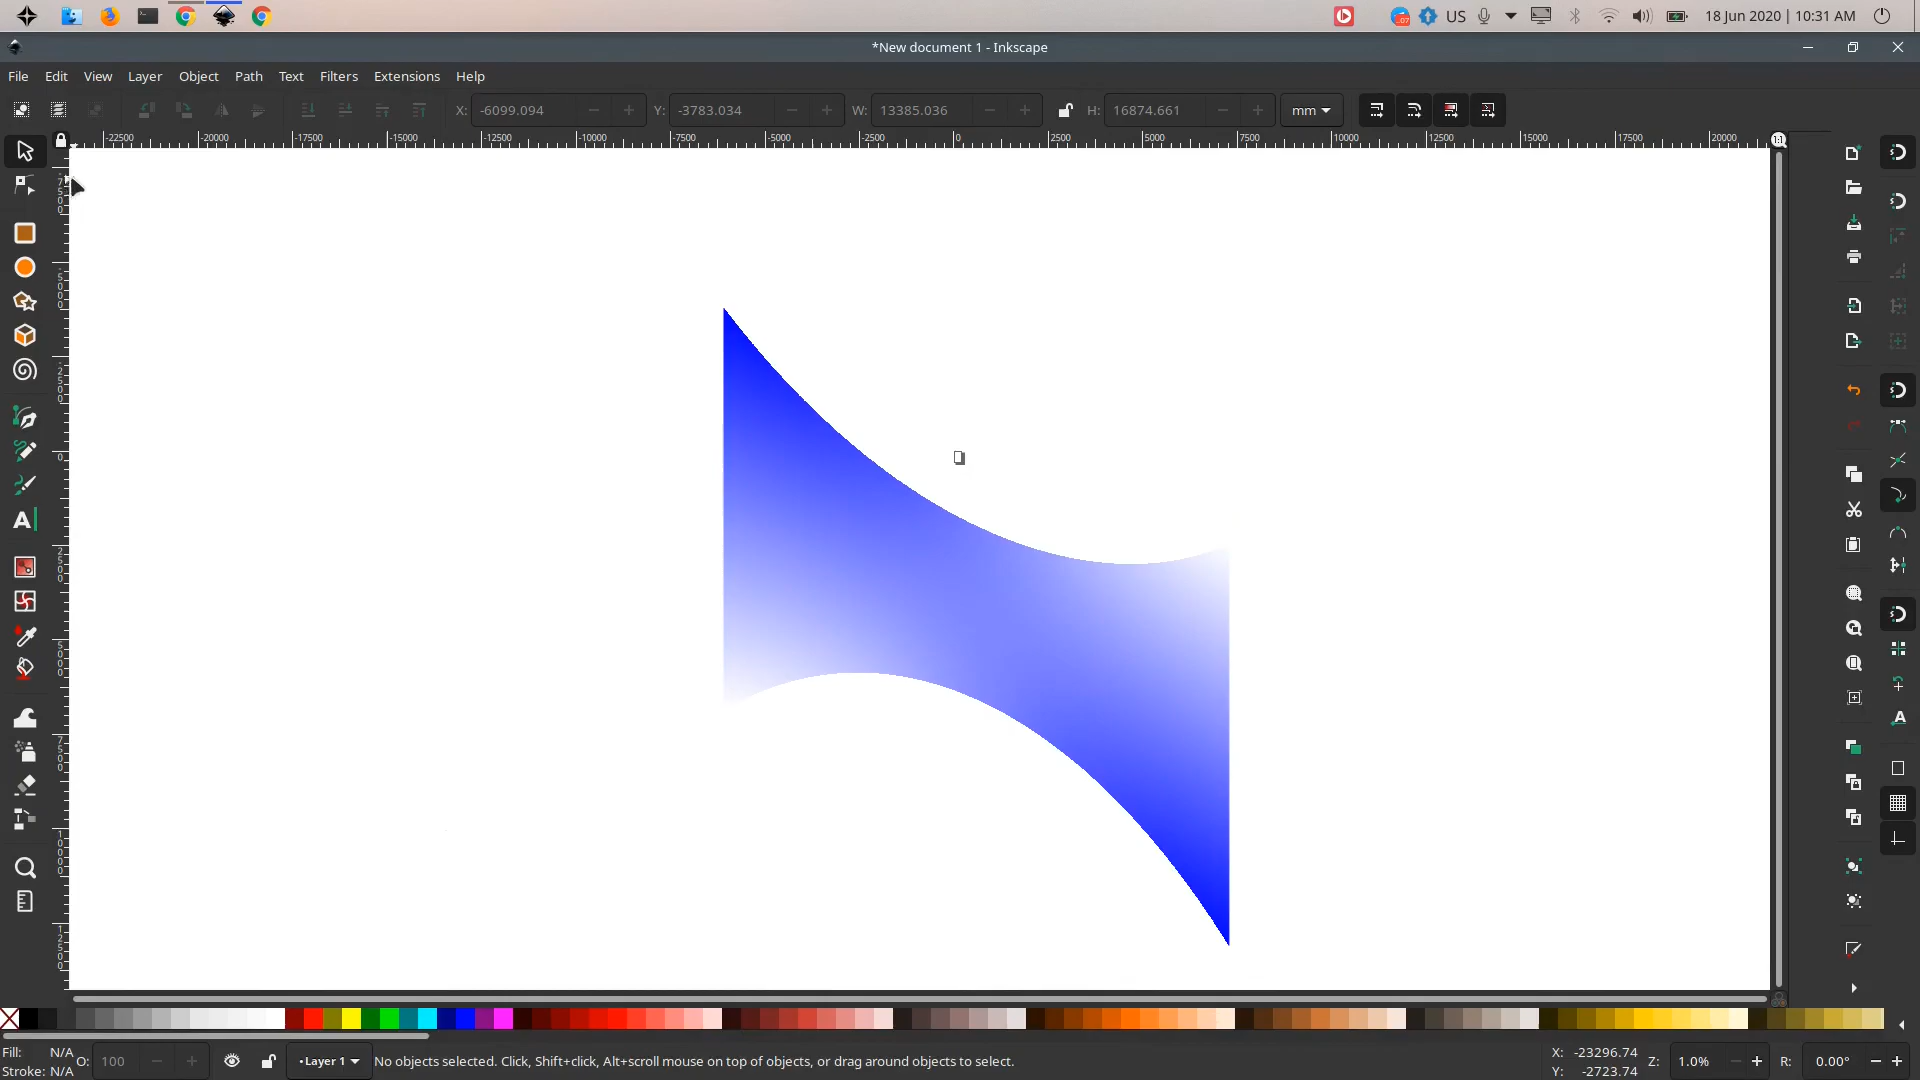 US
18 Jun 2020 | 10:31 AM
*New document 1 - Inkscape
File Edit View Layer Object Path Text Filters Extensions Help
X: -6099.094 Y: -3783.034 W: 13385.036 H: 16874.661 mm
-22500 -20000 -17500 -15000 -12500 -10000 -7500 -5000 -2500 0 2500 5000 7500 10000 12500 15000 17500 20000
Fill: N/A
Stroke: N/A
O: 100
•Layer 1
No objects selected. Click, Shift+click, Alt+scroll mouse on top of objects, or drag around objects to select.
X: -23296.74
Y: -2723.74
Z: 1.0%
R: 0.00°